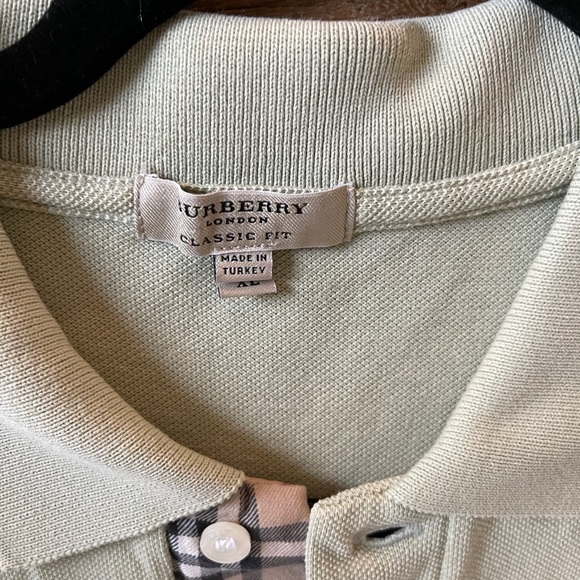 BURBERRY
LONDON
CLASSIC FIT
MADE IN
TURKEY
XL